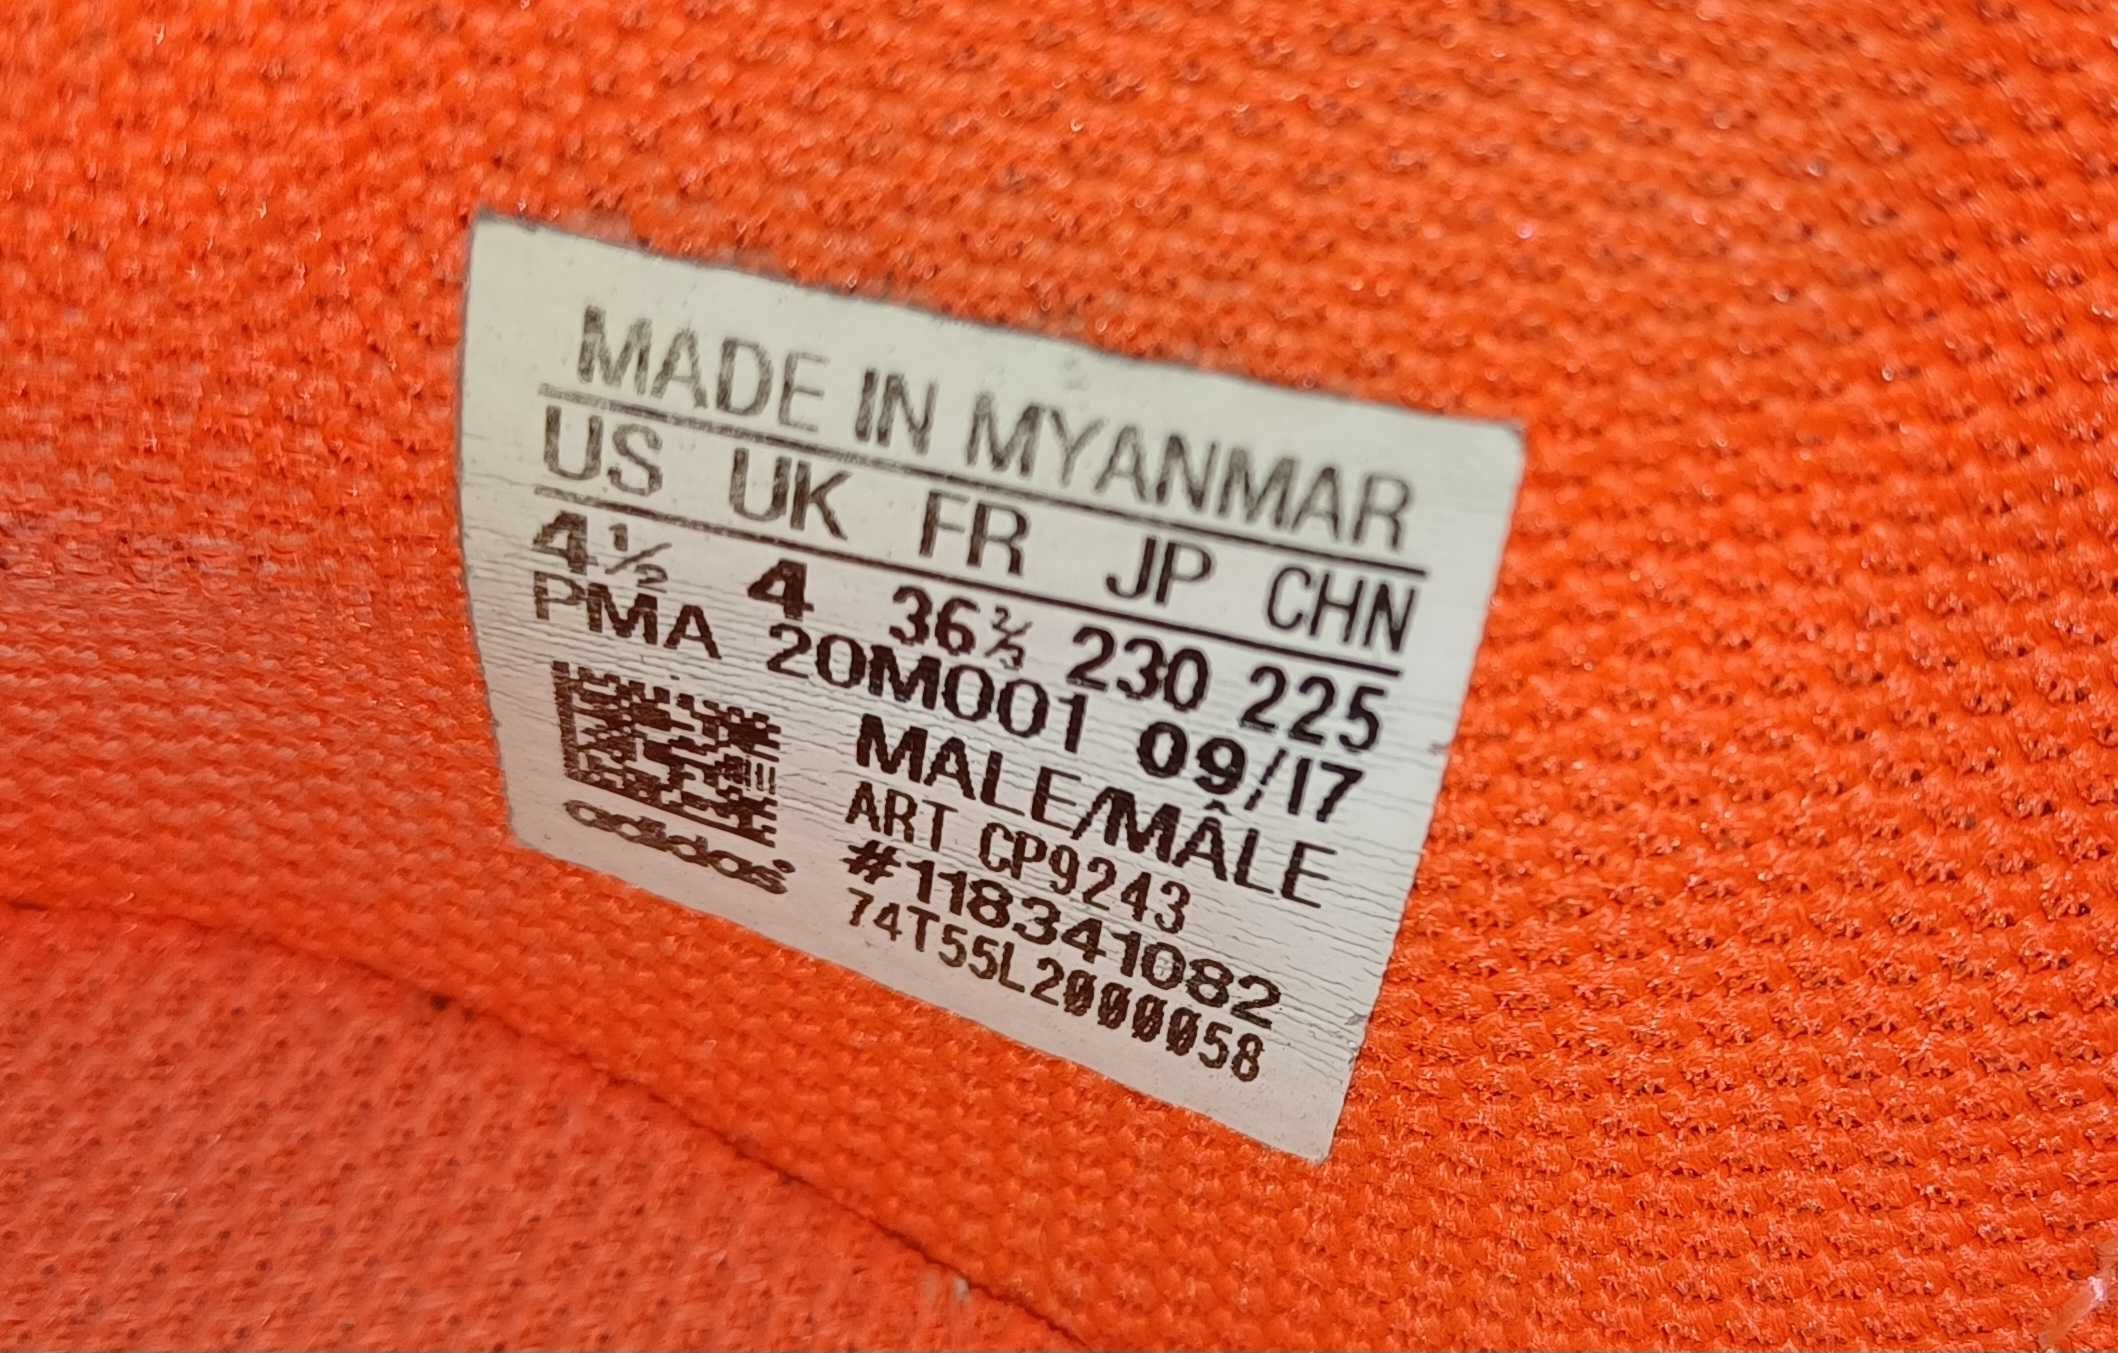 MADE IN MYANMAR
US UK FR JP CHN
4½ 4 36⅔ 230 225
PMA 20M001 09/17
MALE/MÂLE
ART CP9243
#118341082
74T55L2000058
adidas